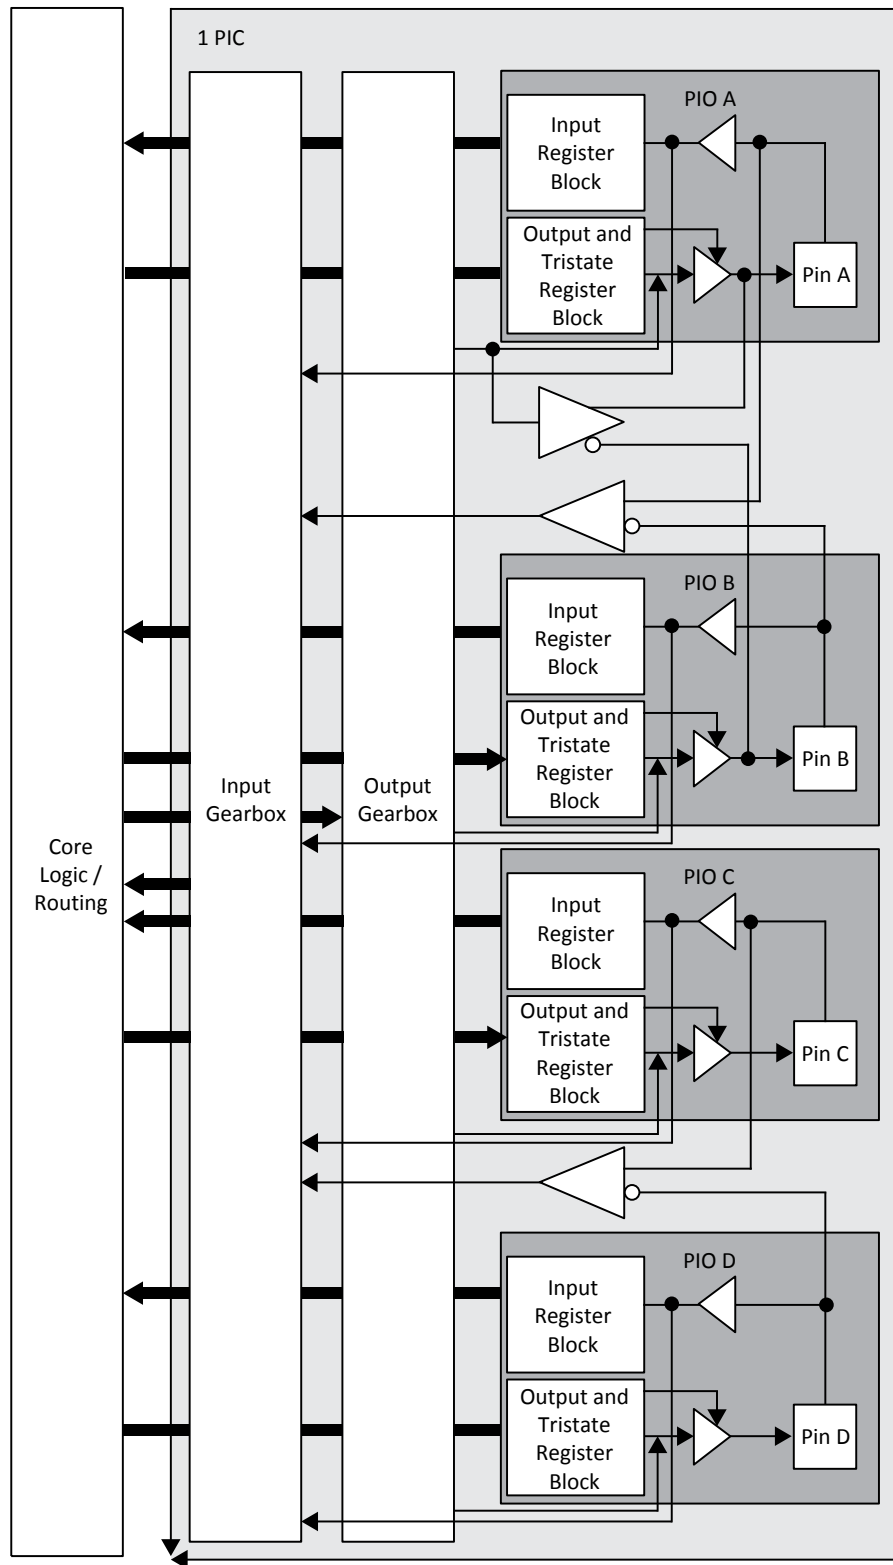 1 PIC
PIO A
Input
Register
Block
Output and
Tristate
Register
Block
Pin A
PIO B
Input
Register
Block
Output and
Tristate
Register
Block
Pin B
Input
Gearbox
Output
Gearbox
Core
Logic /
Routing
PIO C
Input
Register
Block
Output and
Tristate
Register
Block
Pin C
PIO D
Input
Register
Block
Output and
Tristate
Register
Block
Pin D